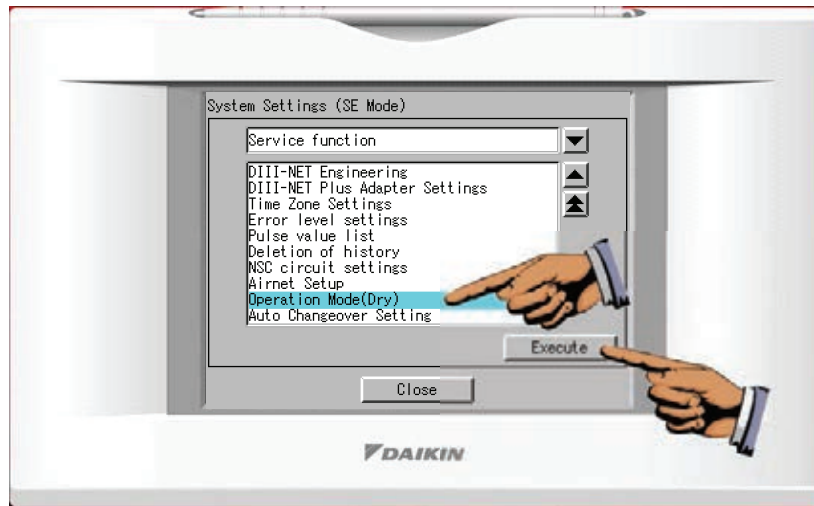 System Settings (SE Mode)
Service function
DIII-NET Engineering
DIII-NET Plus Adapter Settings
Time Zone Settings
Error level settings
Pulse value list
Deletion of history
NSC circuit settings
Airnet Setup
Operation Mode(Dry)
Auto Changeover Setting
Execute
Close
DAIKIN